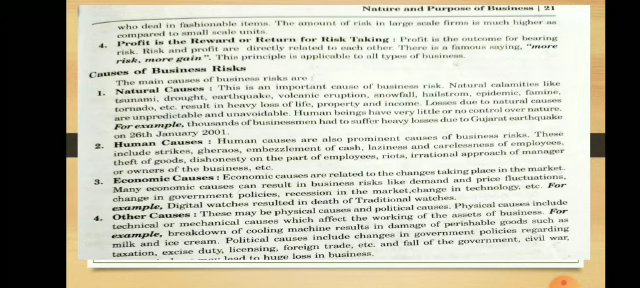 Nature and Purpose of Business | 21
who deal in fashionable items. The amount of risk in large scale firms is much higher as
compared to small scale units.
4. Profit is the Reward or Return for Risk Taking : Profit is the outcome for bearing
risk. Risk and profit are directly related to each other. There is a famous saying, "more
risk, more gain". This principle is applicable to all types of business.
Causes of Business Risks
The main causes of business risks are :
1. Natural Causes : This is an important cause of business risk. Natural calamities like
tsunami, drought, earthquake, volcanic eruption, snowfall, hailstrom, epidemic, famine,
tornado, etc. result in heavy loss of life, property and income. Losses due to natural causes
are unpredictable and unavoidable. Human beings have very little or no control over nature.
For example, thousands of businessmen had to suffer heavy losses due to Gujarat earthquake
on 26th January 2001.
2. Human Causes : Human causes are also prominent causes of business risks. These
include strikes, gheraos, embezzlement of cash, laziness and carelessness of employees,
theft of goods, dishonesty on the part of employees, riots, irrational approach of manager
or owners of the business, etc.
3. Economic Causes : Economic causes are related to the changes taking place in the market.
Many economic causes can result in business risks like demand and price fluctuations,
change in government policies, recession in the market,change in technology, etc. For
example, Digital watches resulted in death of Traditional watches.
4. Other Causes : These may be physical causes and political causes. Physical causes include
technical or mechanical causes which affect the working of the assets of business. For
example, breakdown of cooling machine results in damage of perishable goods such as
milk and ice cream. Political causes include changes in government policies regarding
taxation, excise duty, licensing, foreign trade, etc. and fall of the government, civil war,
may lead to huge loss in business.